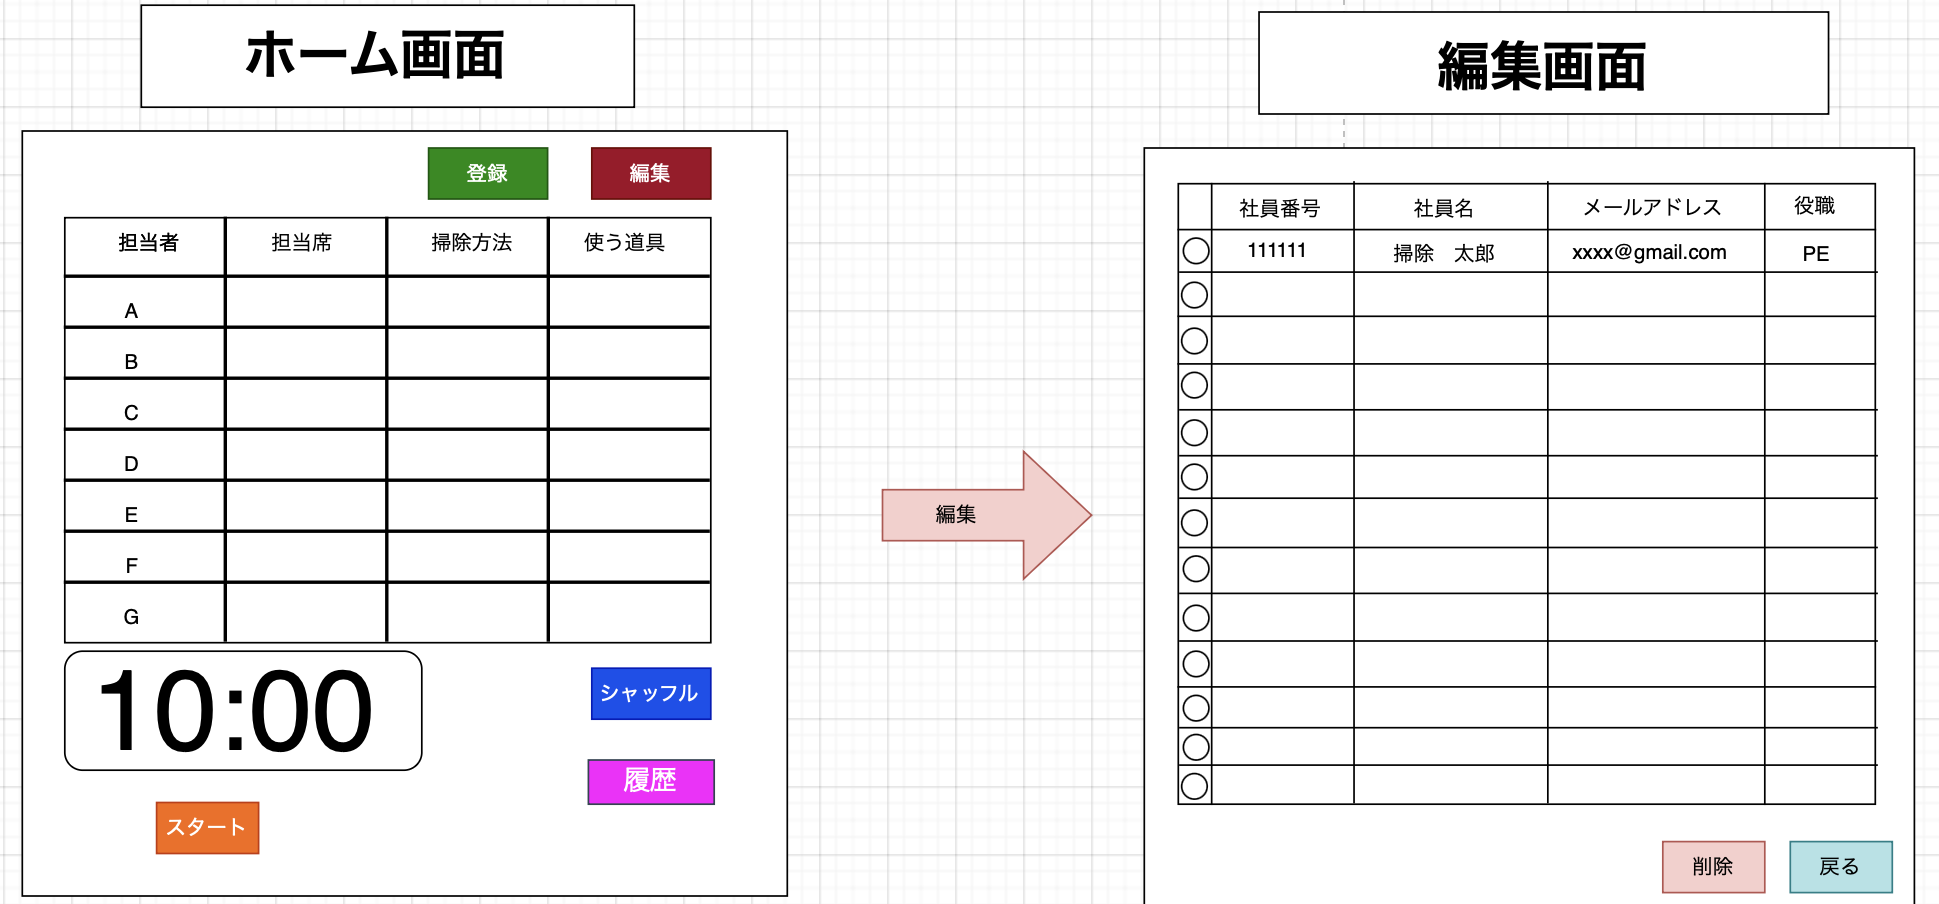 ホーム画面
登録
編集
担当者 担当席 掃除方法 使う道具
A
B
C
D
E
F
G
10:00
シャッフル
履歴
スタート
編集
編集画面
社員番号 社員名 メールアドレス 役職
111111 掃除　太郎 xxxx@gmail.com PE
削除
戻る